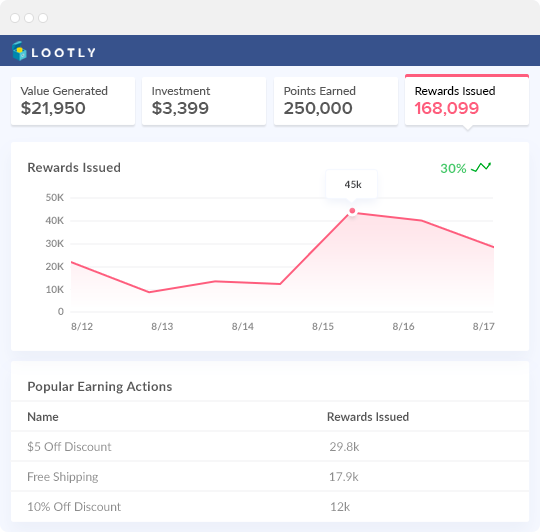 LOOTLY
Value Generated
$21,950
Investment
$3,399
Points Earned
250,000
Rewards Issued
168,099
Rewards Issued
30%
45k
50K
40K
30K
20K
10K
0
8/12 8/13 8/14 8/15 8/16 8/17
Popular Earning Actions
Name Rewards Issued
$5 Off Discount 29.8k
Free Shipping 17.9k
10% Off Discount 12k